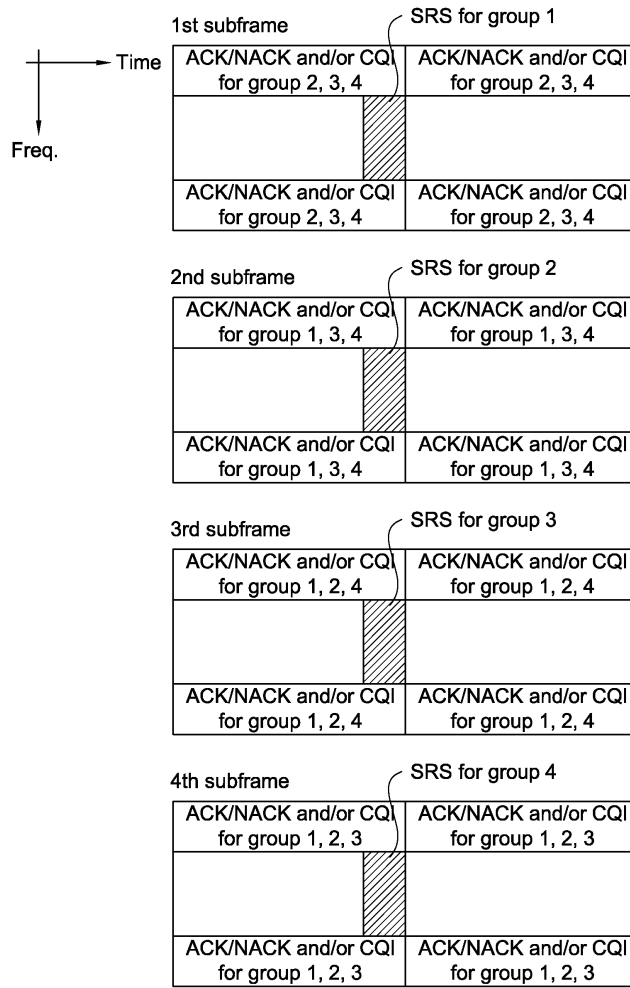 1st subframe
SRS for group 1
Time
Freq.
ACK/NACK and/or CQI
for group 2, 3, 4
ACK/NACK and/or CQI
for group 2, 3, 4
ACK/NACK and/or CQI
for group 2, 3, 4
ACK/NACK and/or CQI
for group 2, 3, 4
2nd subframe
SRS for group 2
ACK/NACK and/or CQI
for group 1, 3, 4
ACK/NACK and/or CQI
for group 1, 3, 4
ACK/NACK and/or CQI
for group 1, 3, 4
ACK/NACK and/or CQI
for group 1, 3, 4
3rd subframe
SRS for group 3
ACK/NACK and/or CQI
for group 1, 2, 4
ACK/NACK and/or CQI
for group 1, 2, 4
ACK/NACK and/or CQI
for group 1, 2, 4
ACK/NACK and/or CQI
for group 1, 2, 4
4th subframe
SRS for group 4
ACK/NACK and/or CQI
for group 1, 2, 3
ACK/NACK and/or CQI
for group 1, 2, 3
ACK/NACK and/or CQI
for group 1, 2, 3
ACK/NACK and/or CQI
for group 1, 2, 3